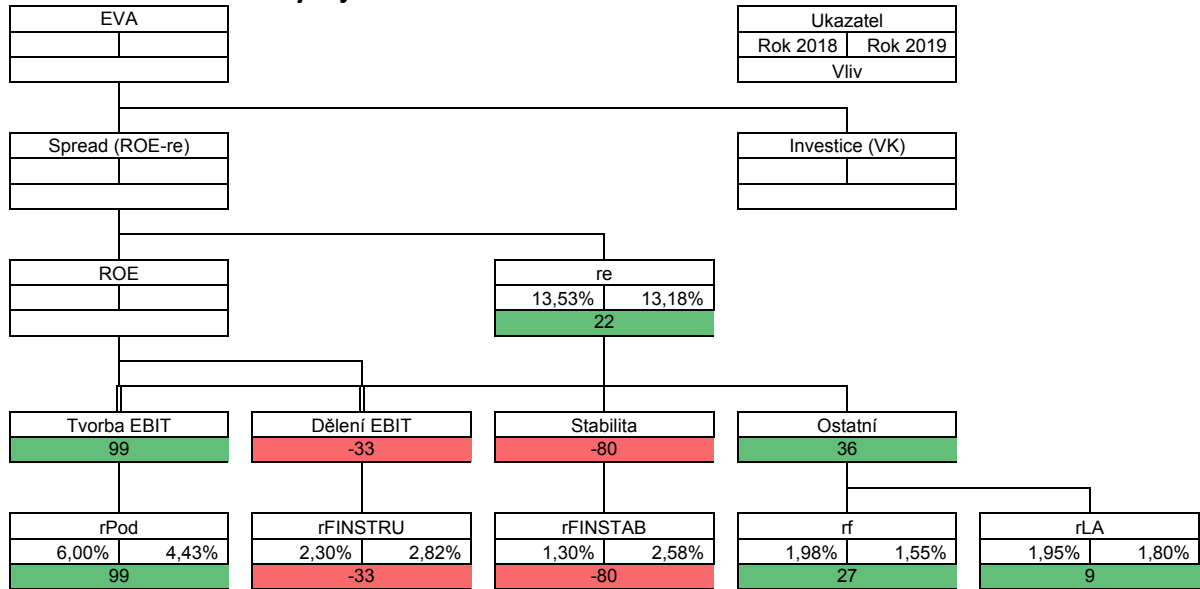 EVA
Ukazatel
Rok 2018 Rok 2019
Vliv
Spread (ROE-re)
Investice (VK)
ROE
re
13,53% 13,18%
22
Tvorba EBIT
99
Dělení EBIT
-33
Stabilita
-80
Ostatní
36
rPod
6,00% 4,43%
99
rFINSTRU
2,30% 2,82%
-33
rFINSTAB
1,30% 2,58%
-80
rf
1,98% 1,55%
27
rLA
1,95% 1,80%
9